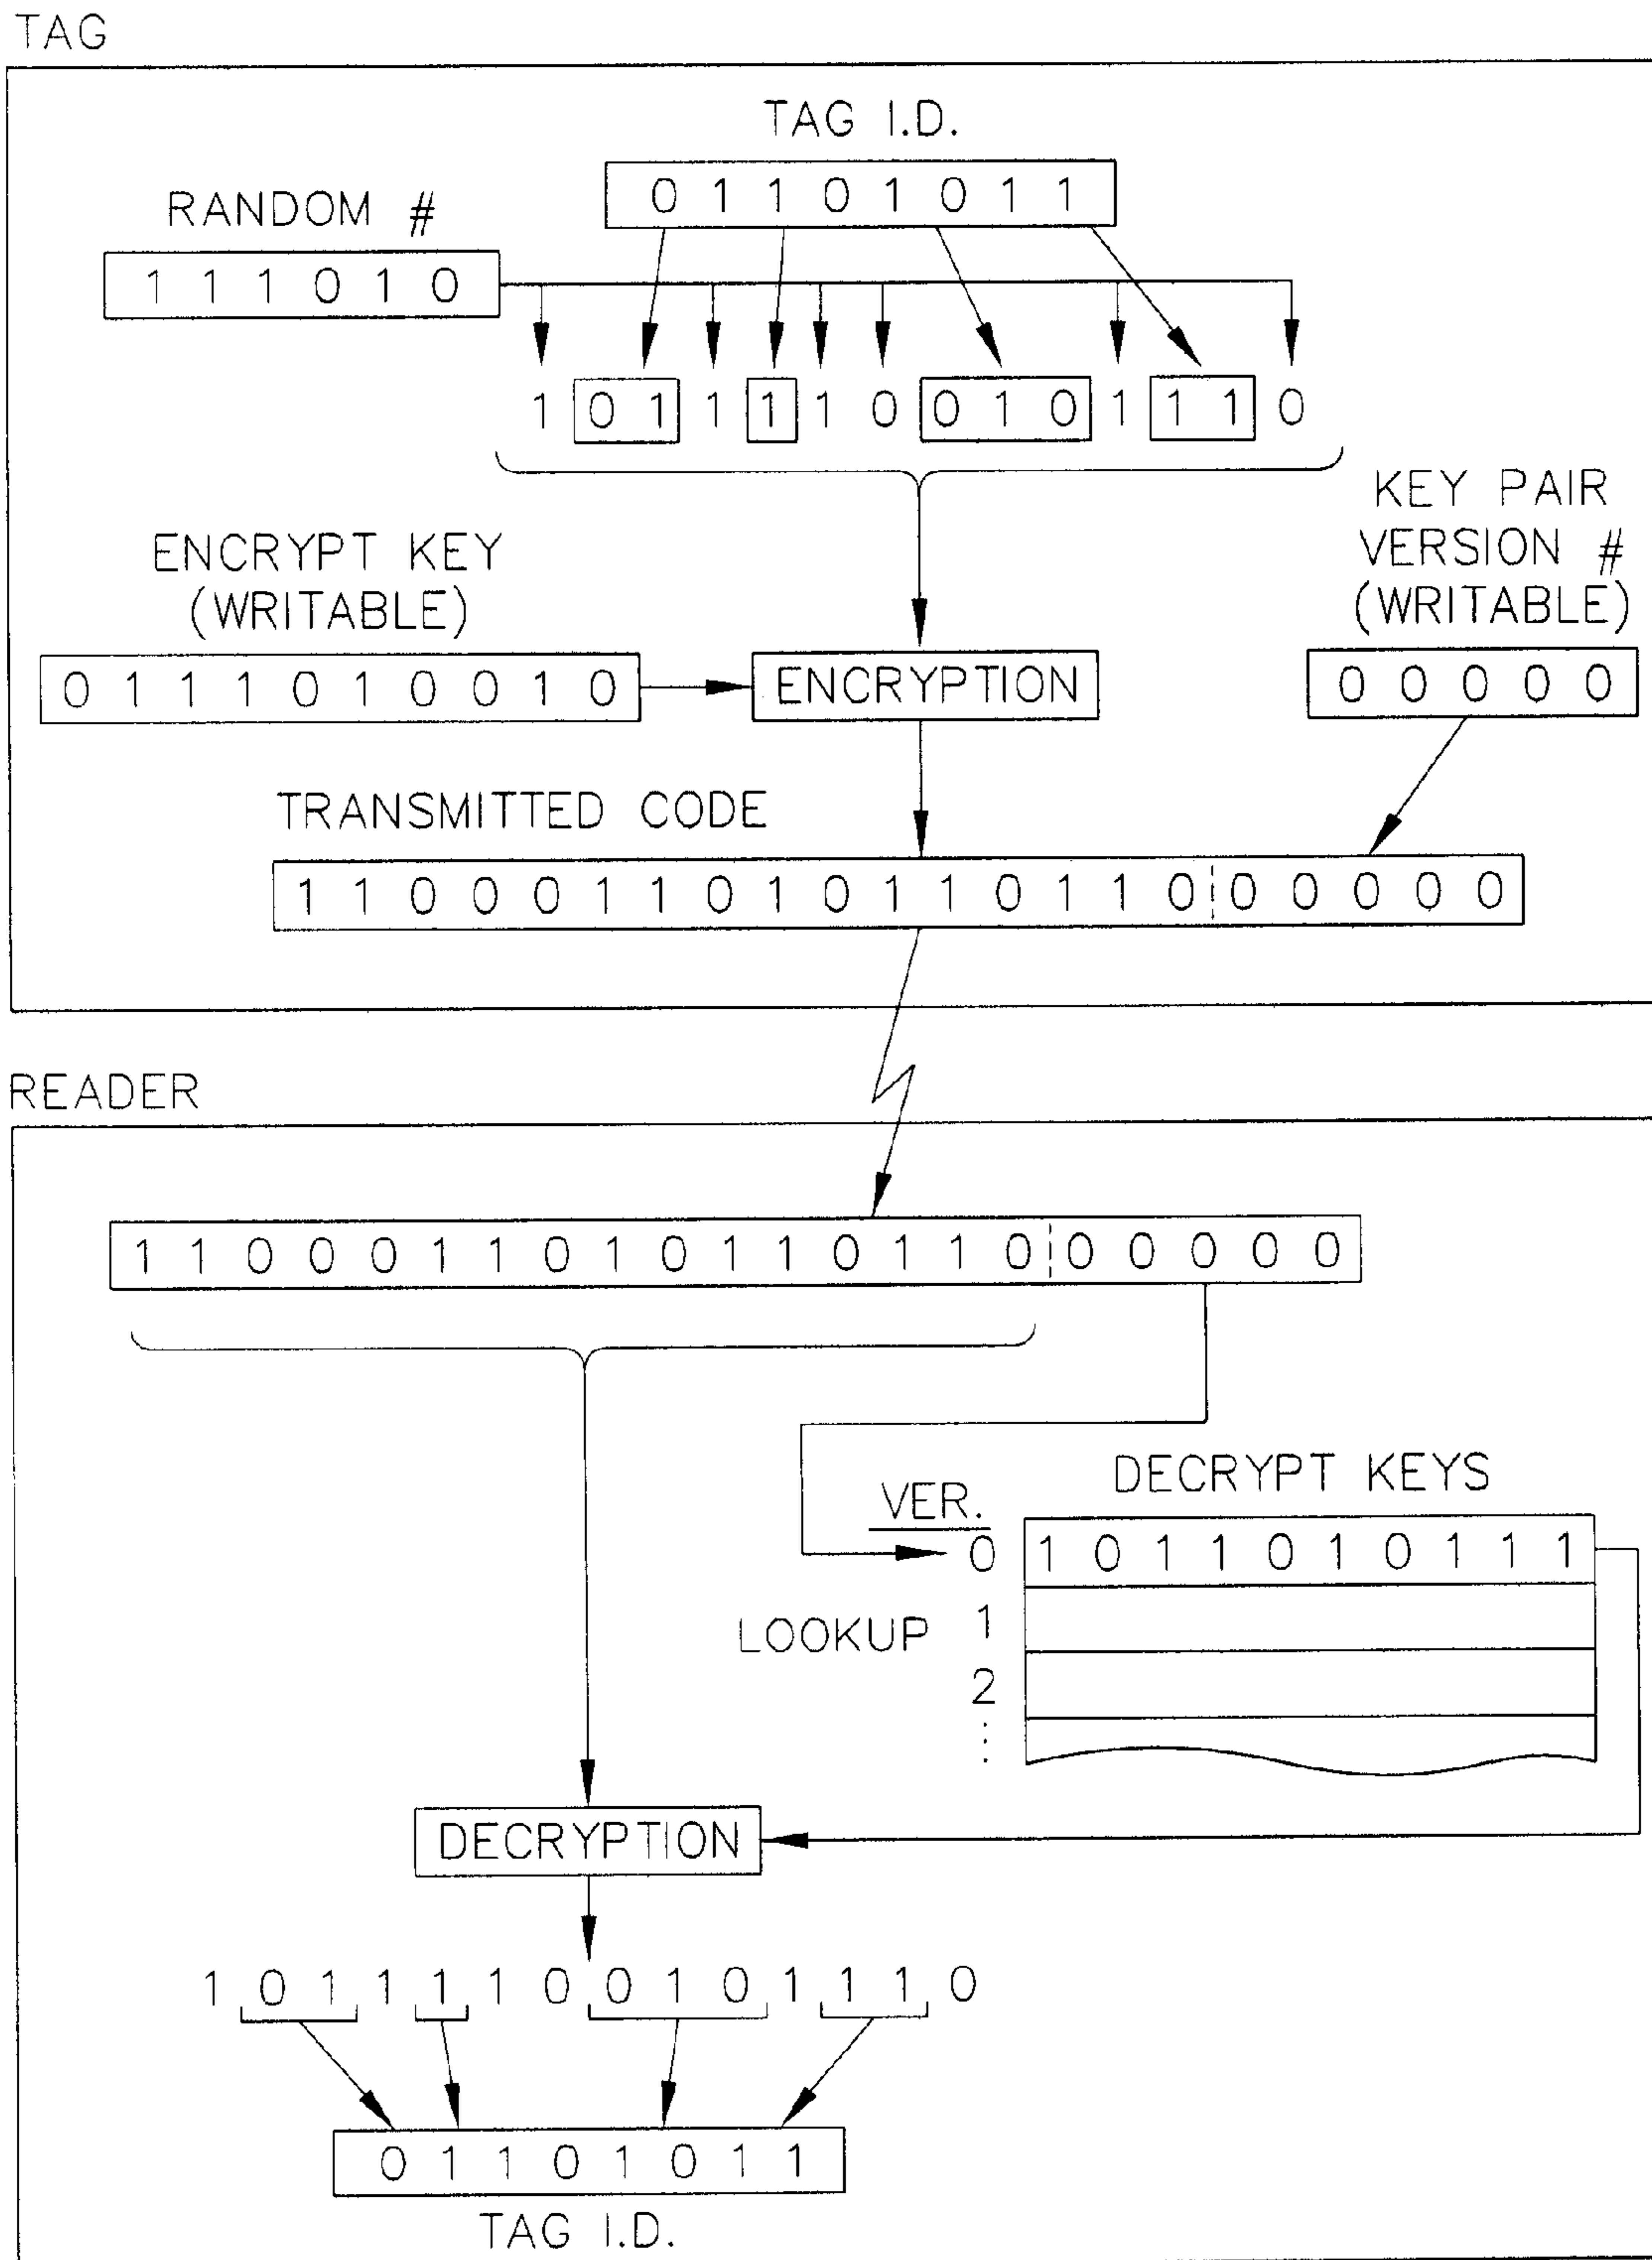 TAG
TAG I.D.
0 1 1 0 1 0 1 1
RANDOM #
1 1 1 0 1 0
1 0 1 1 1 1 0 0 1 0 1 1 1 0
KEY PAIR
VERSION #
(WRITABLE)
ENCRYPT KEY
(WRITABLE)
0 1 1 1 0 1 0 0 1 0
ENCRYPTION
0 0 0 0 0
TRANSMITTED CODE
1 1 0 0 0 1 1 0 1 0 1 1 0 1 1 0 0 0 0 0
READER
1 1 0 0 0 1 1 0 1 0 1 1 0 1 1 0 0 0 0 0 0
DECRYPT KEYS
VER.
0 1 0 1 1 0 1 0 1 1 1
LOOKUP 1
2
⋮
DECRYPTION
1 0 1 1 1 1 0 0 1 0 1 1 1 0
0 1 1 0 1 0 1 1
TAG I.D.